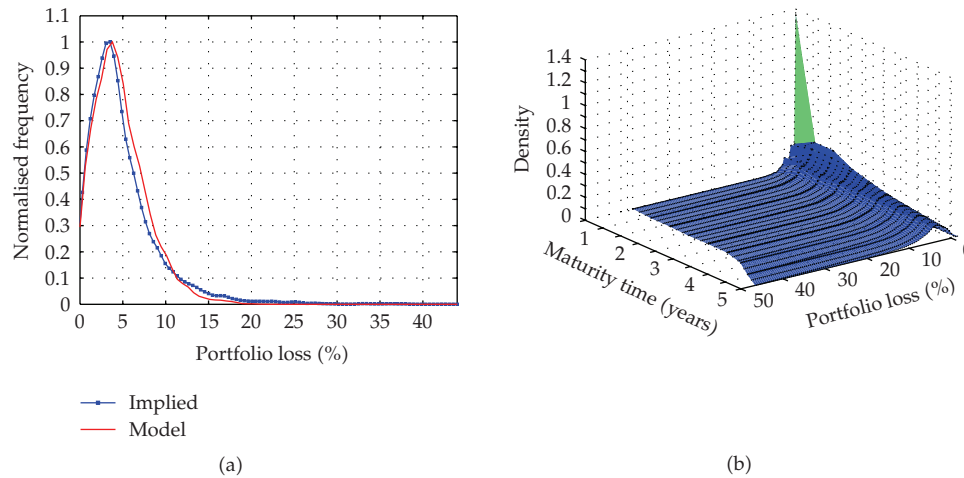 1.1
1
0.9
0.8
0.7
0.6
0.5
0.4
0.3
0.2
0.1
0
Normalised frequency
0 5 10 15 20 25 30 35 40
Portfolio loss (%)
Implied
Model
(a)
1.4
1.2
1
0.8
0.6
0.4
0.2
0
Density
1 2 3 4 5
Maturity time (years)
50 40 30 20 10
Portfolio loss (%)
(b)